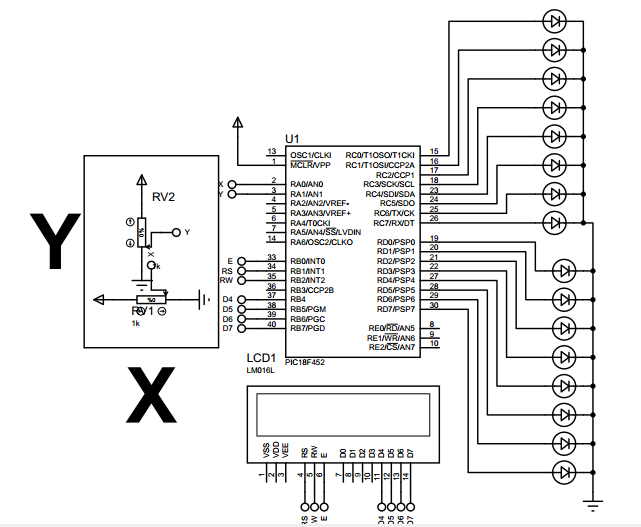 Y
X
RV2
0%
Y
X
1k
RV1
1k
U1
13 OSC1/CLKI
1 MCLR/VPP
X 2 RA0/AN0
Y 3 RA1/AN1
4 RA2/AN2/VREF-
5 RA3/AN3/VREF+
6 RA4/T0CKI
7 RA5/AN4/SS/LVDIN
14 RA6/OSC2/CLKO
E 33 RB0/INT0
RS 34 RB1/INT1
RW 35 RB2/INT2
36 RB3/CCP2B
D4 37 RB4
D5 38 RB5/PGM
D6 39 RB6/PGC
D7 40 RB7/PGD
RC0/T1OSO/T1CKI 15
RC1/T1OSI/CCP2A 16
RC2/CCP1 17
RC3/SCK/SCL 18
RC4/SDI/SDA 23
RC5/SDO 24
RC6/TX/CK 25
RC7/RX/DT 26
RD0/PSP0 19
RD1/PSP1 20
RD2/PSP2 21
RD3/PSP3 22
RD4/PSP4 27
RD5/PSP5 28
RD6/PSP6 29
RD7/PSP7 30
RE0/RD/AN5 8
RE1/WR/AN6 9
RE2/CS/AN7 10
PIC18F452
LCD1
LM016L
VSS VDD VEE RS RW E D0 D1 D2 D3 D4 D5 D6 D7
1 2 3 4 5 6 7 8 9 10 11 12 13 14
RS E D4 D5 D6 D7